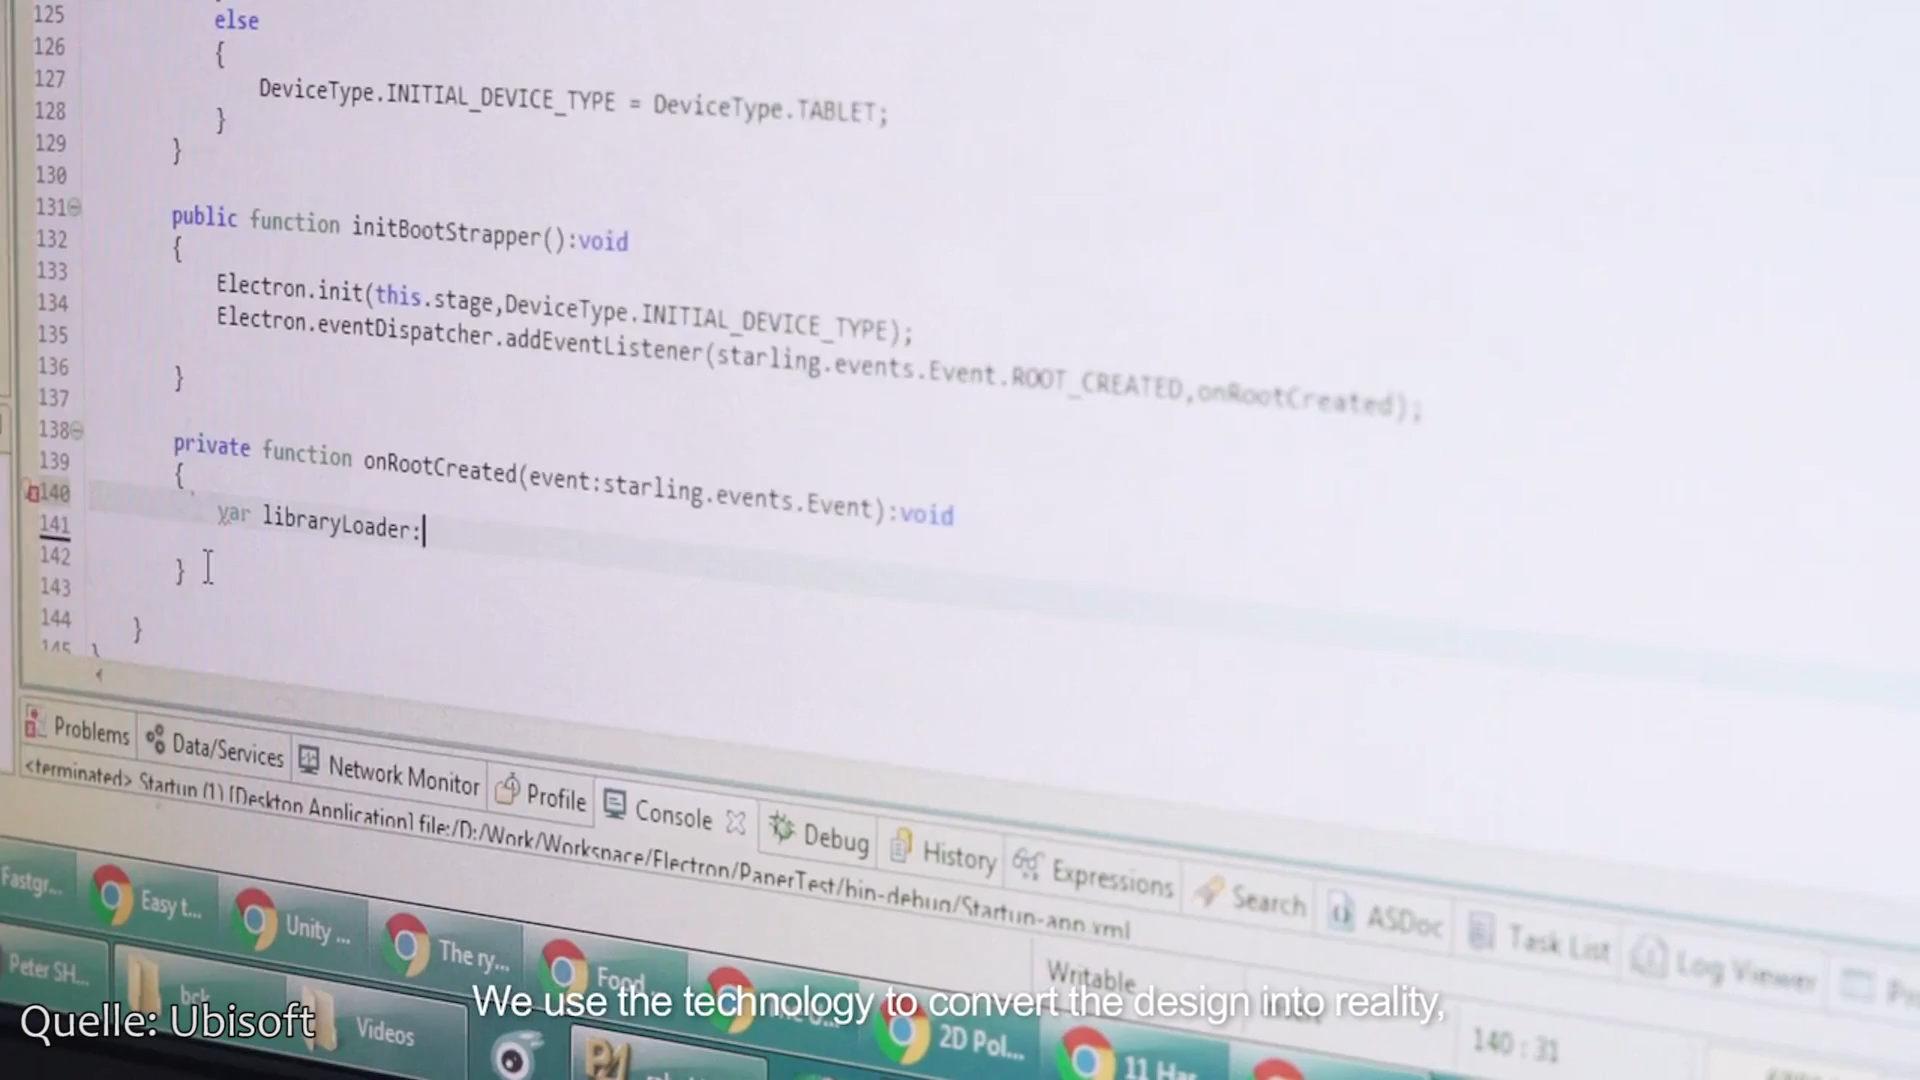 125
else
126
{
127
DeviceType.INITIAL_DEVICE_TYPE = DeviceType.TABLET;
128
}
129
}
130
131
public function initBootStrapper():void
132
{
133
Electron.init(this.stage,DeviceType.INITIAL_DEVICE_TYPE);
134
Electron.eventDispatcher.addEventListener(starling.events.Event.ROOT_CREATED,onRootCreated);
135
136
}
137
138
private function onRootCreated(event:starling.events.Event):void
139
{
140
var libraryLoader:
141
142
}
143
144
}
145
}
Problems Data/Services Network Monitor Profile Console Debug History Expressions Search ASDoc Task List Log Viewer
<terminated> Startup (1) [Desktop Application] file:/D:/Work/Workspace/Electron/PaperTest/bin-debug/Startup-app.xml
Writable
140 : 31
Fastgr... Easy t... Unity ... The ry... Food 2D Pol... 11 Har
Peter SH... bck Videos
We use the technology to convert the design into reality,
Quelle: Ubisoft